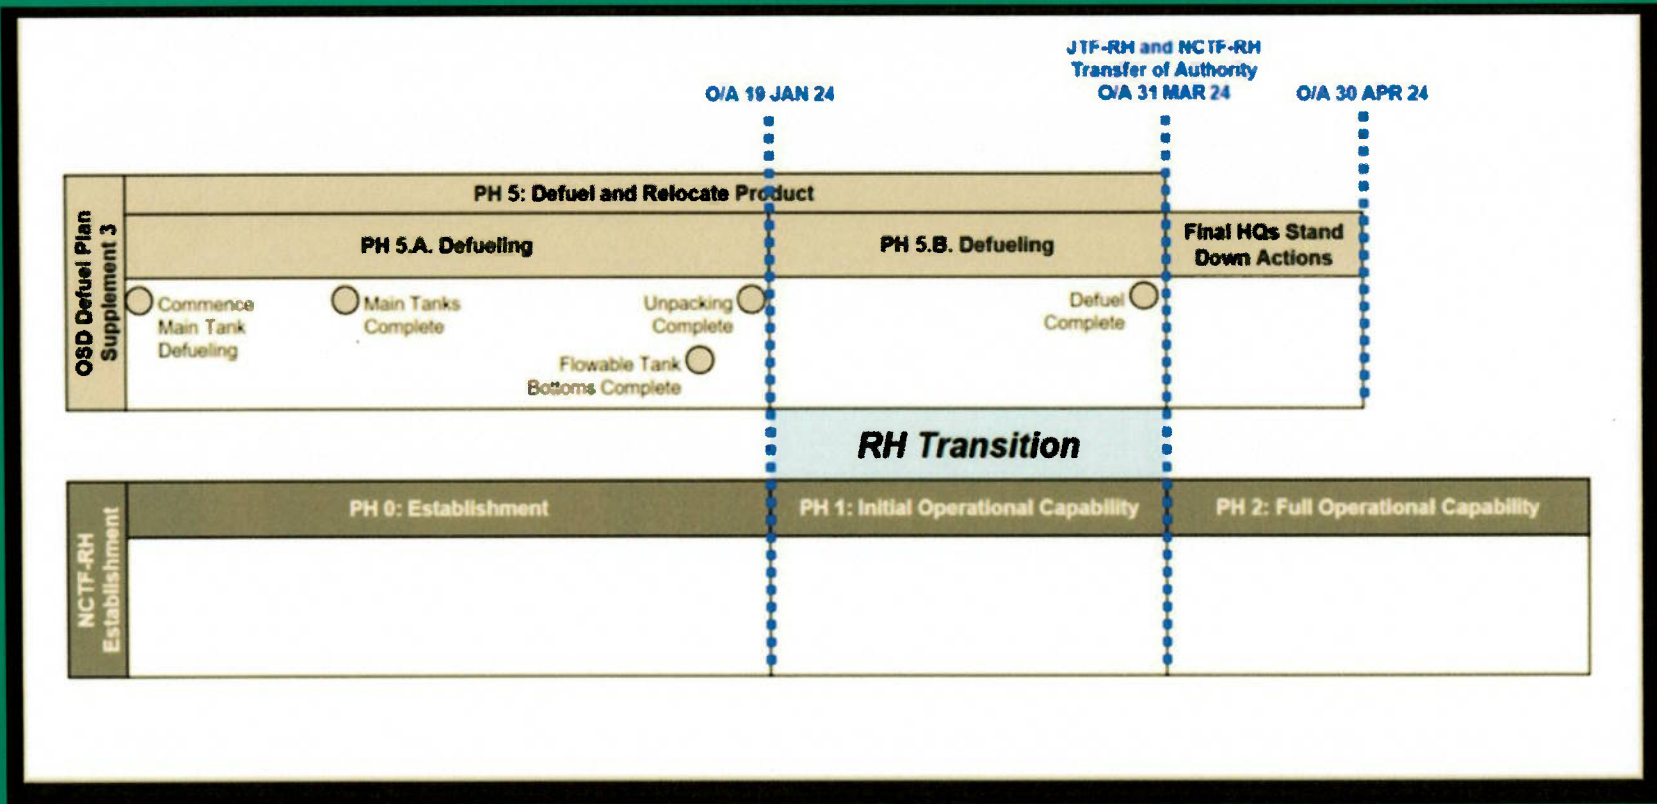 JTF-RH and NCTF-RH
Transfer of Authority
O/A 19 JAN 24
O/A 31 MAR 24
O/A 30 APR 24
OSD Defuel Plan
Supplement 3
PH 5: Defuel and Relocate Product
PH 5.A. Defueling
PH 5.B. Defueling
Final HQs Stand
Down Actions
Commence
Main Tank
Defueling
Main Tanks
Complete
Unpacking
Complete
Flowable Tank
Bottoms Complete
Defuel
Complete
RH Transition
NCTF-RH
Establishment
PH 0: Establishment
PH 1: Initial Operational Capability
PH 2: Full Operational Capability